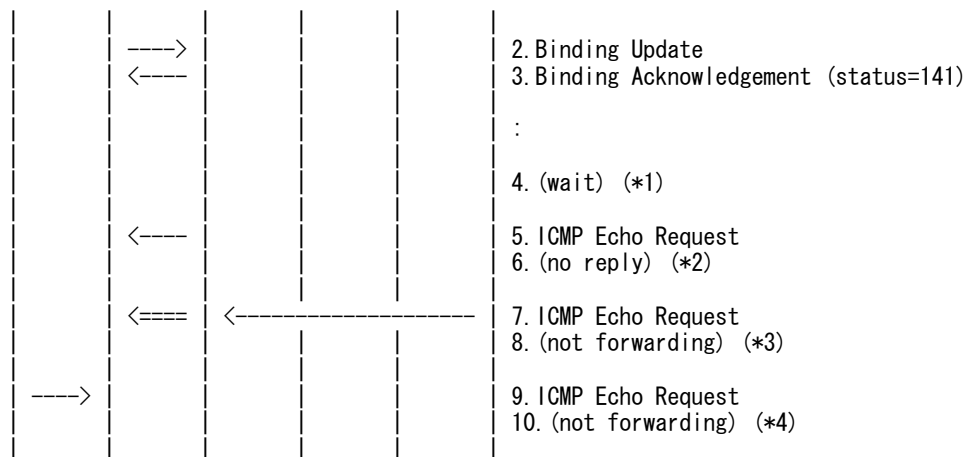 ----> 2.Binding Update
<---- 3.Binding Acknowledgement (status=141)
:
4.(wait) (*1)
<---- 5.ICMP Echo Request
6.(no reply) (*2)
<==== <-------------------- 7.ICMP Echo Request
8.(not forwarding) (*3)
----> 9.ICMP Echo Request
10.(not forwarding) (*4)